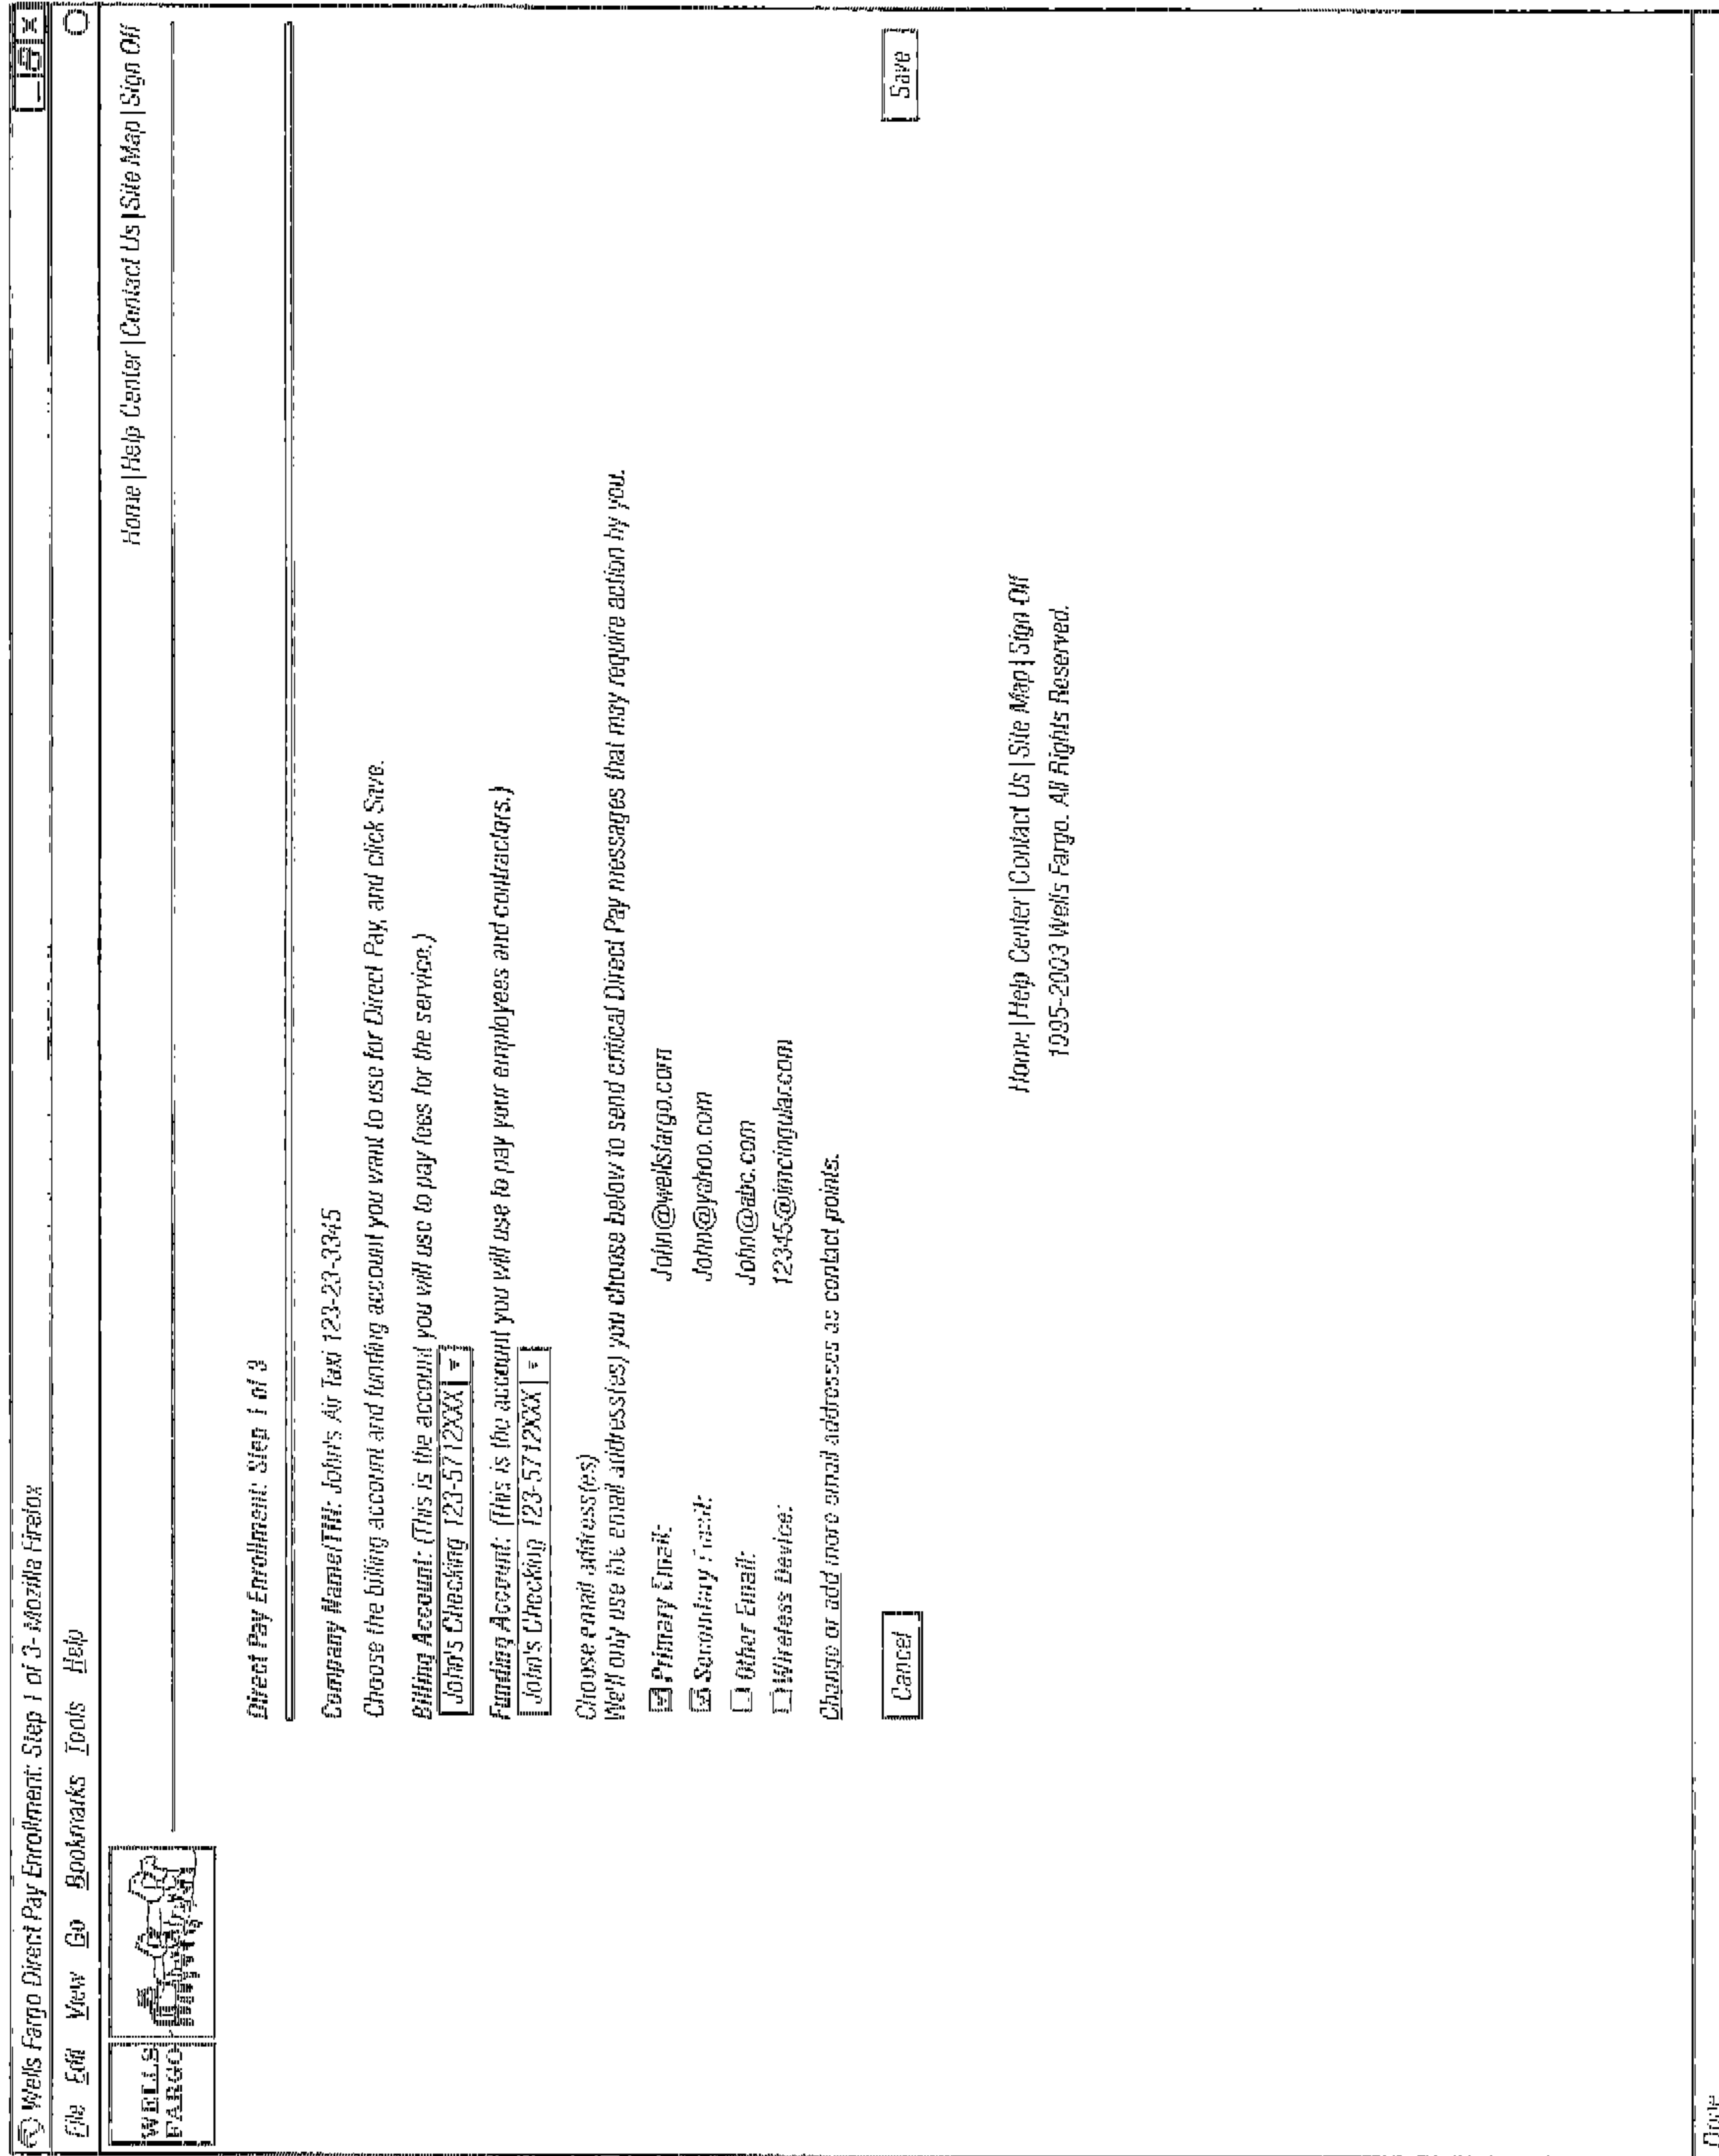 Wells Fargo Direct Pay Enrollment: Step 1 of 3- Mozilla Firefox
File Edit View Go Bookmarks Tools Help
WELLS
FARGO
Home | Help Center | Contact Us | Site Map | Sign Off
Direct Pay Enrollment: Step 1 of 3
Company Name/TIN: John's Air Taxi 123-23-3345
Choose the billing account and funding account you want to use for Direct Pay, and click Save.
Billing Account: (This is the account you will use to pay fees for the service.)
John's Checking 123-5712XXX
Funding Account: (This is the account you will use to pay your employees and contractors.)
John's Checking 123-5712XXX
Choose email address(es)
We'll only use the email address(es) you choose below to send critical Direct Pay messages that may require action by you.
Primary Email: John@wellsfargo.com
Secondary Email: John@yahoo.com
Other Email: John@abc.com
Wireless Device: 12345@imcingular.com
Change or add more email addresses as contact points.
Cancel Save
Home | Help Center | Contact Us | Site Map | Sign Off
1995-2003 Wells Fargo. All Rights Reserved.
Done